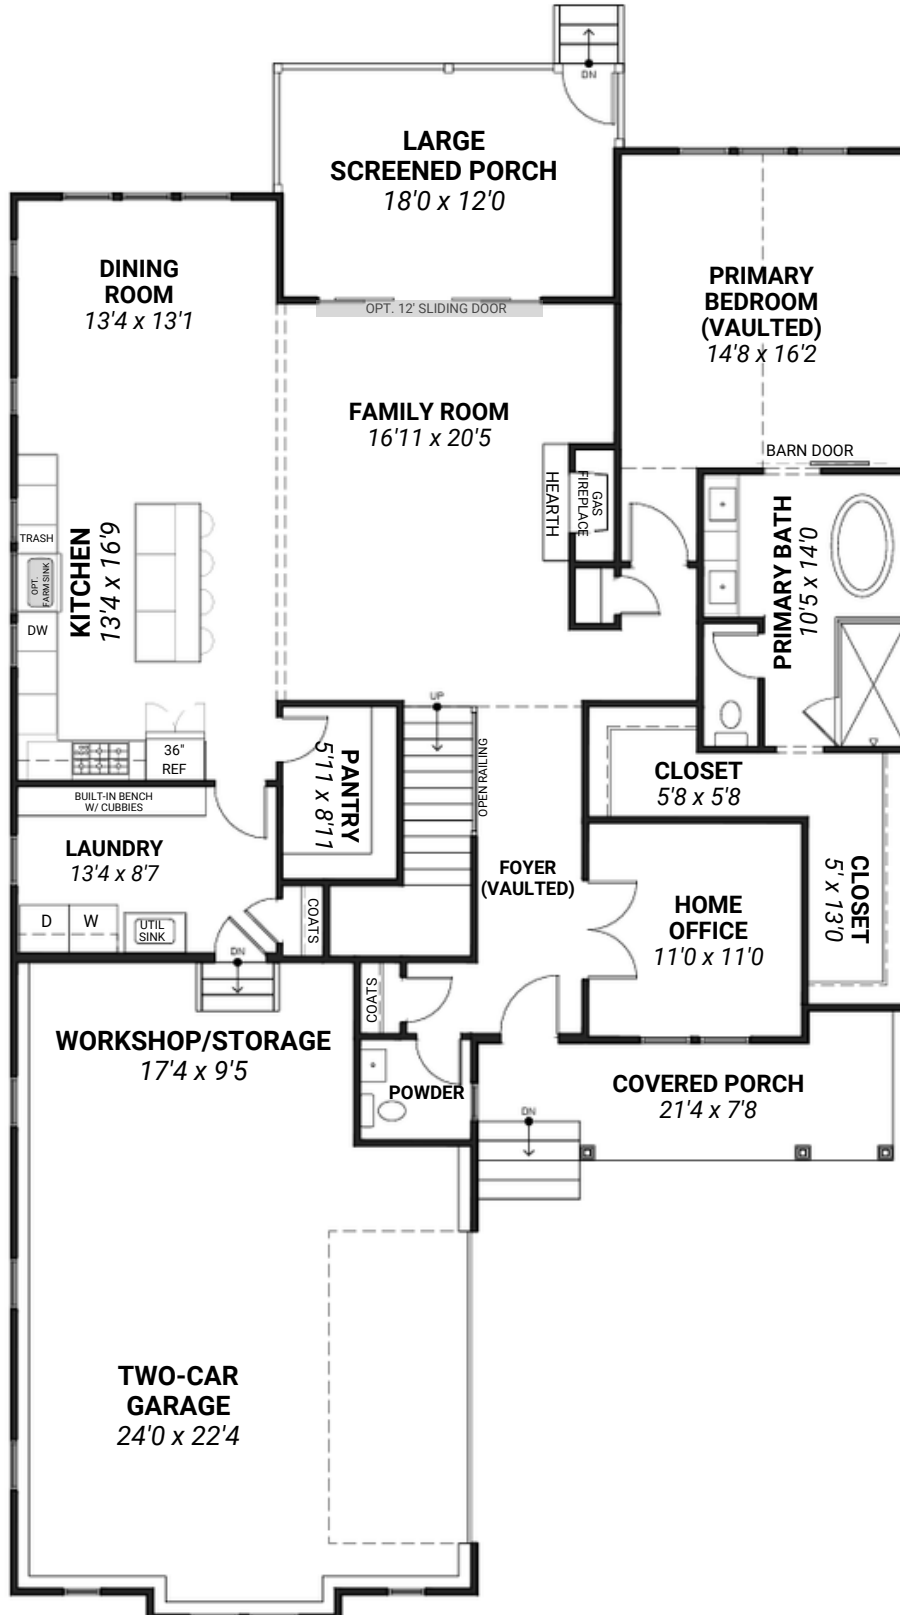 DN
LARGE
SCREENED PORCH
18'0 x 12'0
DINING
ROOM
13'4 x 13'1
PRIMARY
BEDROOM
(VAULTED)
14'8 x 16'2
OPT. 12' SLIDING DOOR
FAMILY ROOM
16'11 x 20'5
BARN DOOR
HEARTH
GAS
FIREPLACE
TRASH
OPT.
FARM SINK
DW
KITCHEN
13'4 x 16'9
PRIMARY BATH
10'5 x 14'0
UP
36"
REF
PANTRY
5'11 x 8'11
OPEN RAILING
CLOSET
5'8 x 5'8
BUILT-IN BENCH
W/ CUBBIES
LAUNDRY
13'4 x 8'7
FOYER
(VAULTED)
CLOSET
5' x 13'0
HOME
OFFICE
11'0 x 11'0
D
W
UTIL
SINK
COATS
DN
COATS
WORKSHOP/STORAGE
17'4 x 9'5
POWDER
COVERED PORCH
21'4 x 7'8
DN
TWO-CAR
GARAGE
24'0 x 22'4